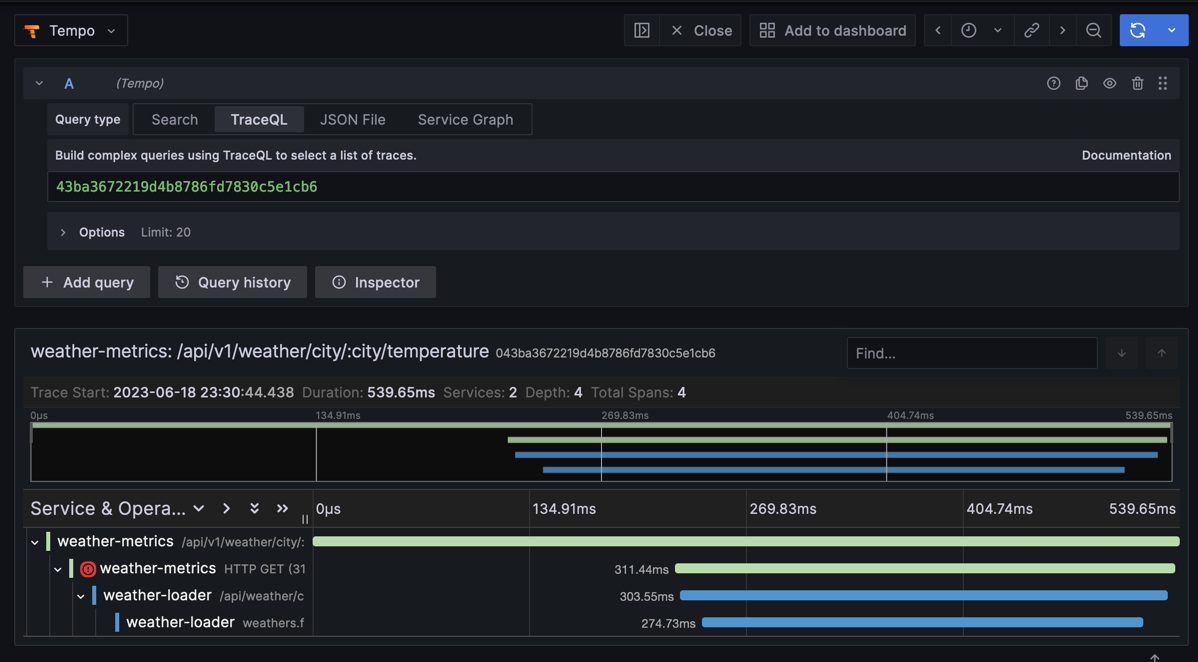 Tempo Close Add to dashboard
A (Tempo)
Query type Search TraceQL JSON File Service Graph
Build complex queries using TraceQL to select a list of traces. Documentation
43ba3672219d4b8786fd7830c5e1cb6
Options Limit: 20
Add query Query history Inspector
weather-metrics: /api/v1/weather/city/:city/temperature 043ba3672219d4b8786fd7830c5e1cb6 Find...
Trace Start: 2023-06-18 23:30:44.438 Duration: 539.65ms Services: 2 Depth: 4 Total Spans: 4
0μs 134.91ms 269.83ms 404.74ms 539.65ms
Service & Opera... 0μs 134.91ms 269.83ms 404.74ms 539.65ms
weather-metrics /api/v1/weather/city/:
weather-metrics HTTP GET (31 311.44ms
weather-loader /api/weather/c 303.55ms
weather-loader weathers.f 274.73ms